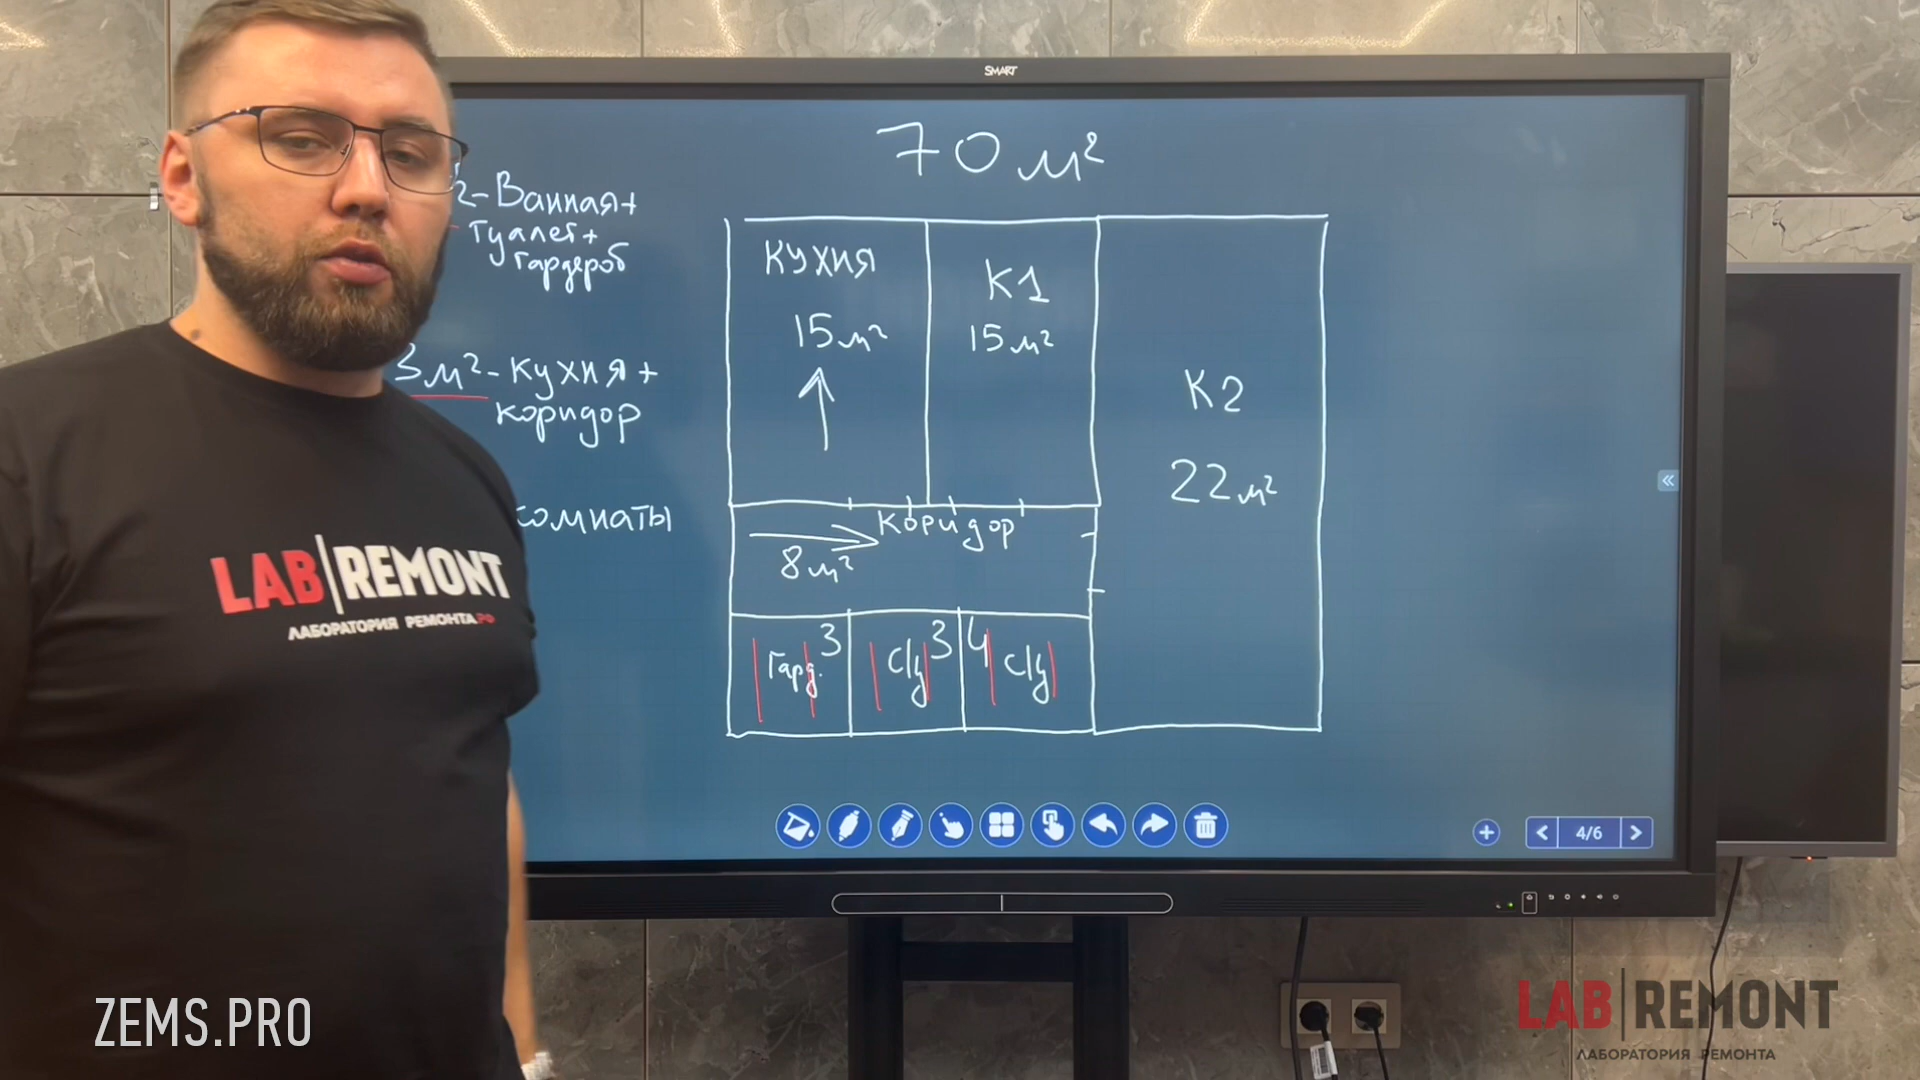 SMART
70 м²
2-Ванная+
туалет+
гардероб
3м²-кухня+
коридор
комнаты
КУХНЯ
15м²
К1
15м²
К2
22м²
Коридор
8м²
Гард. 3
С/у 3
4 С/у
4/6
LAB|REMONT
ЛАБОРАТОРИЯ РЕМОНТА.РФ
ZEMS.PRO
LAB|REMONT
ЛАБОРАТОРИЯ РЕМОНТА